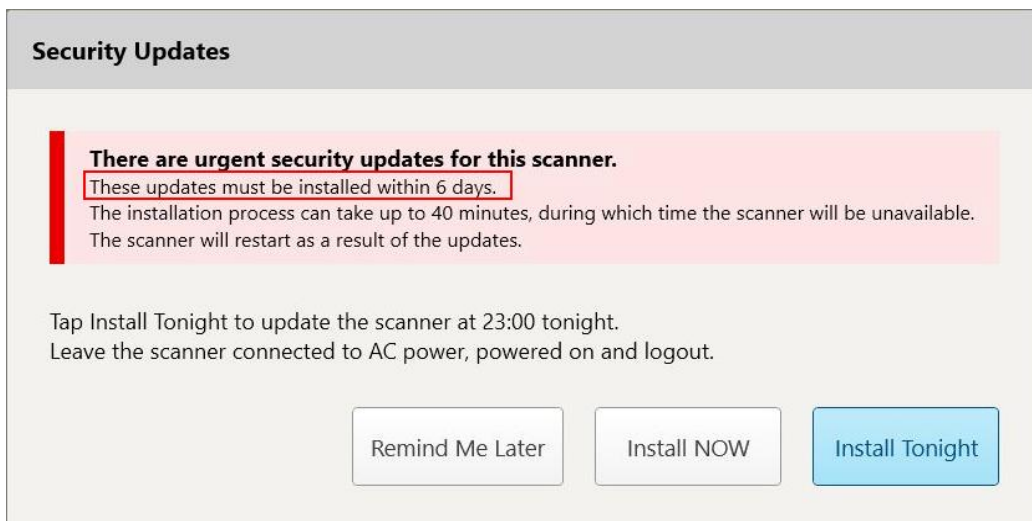 Security Updates
There are urgent security updates for this scanner.
These updates must be installed within 6 days.
The installation process can take up to 40 minutes, during which time the scanner will be unavailable.
The scanner will restart as a result of the updates.
Tap Install Tonight to update the scanner at 23:00 tonight.
Leave the scanner connected to AC power, powered on and logout.
Remind Me Later
Install NOW
Install Tonight